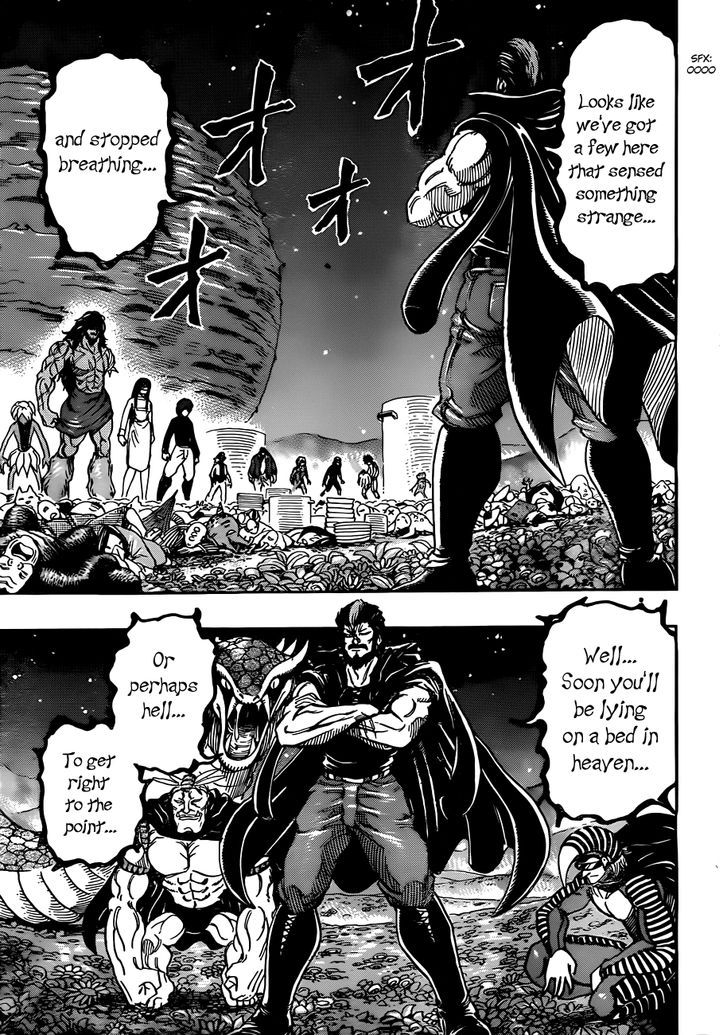 SFX:
OOOO
Looks like
we've got
a few here
that sensed
something
strange...
オ
オ
オ
オ
and stopped
breathing...
Well...
Soon you'll
be lying
on a bed in
heaven...
Or
perhaps
hell...
To get
right
to the
point...